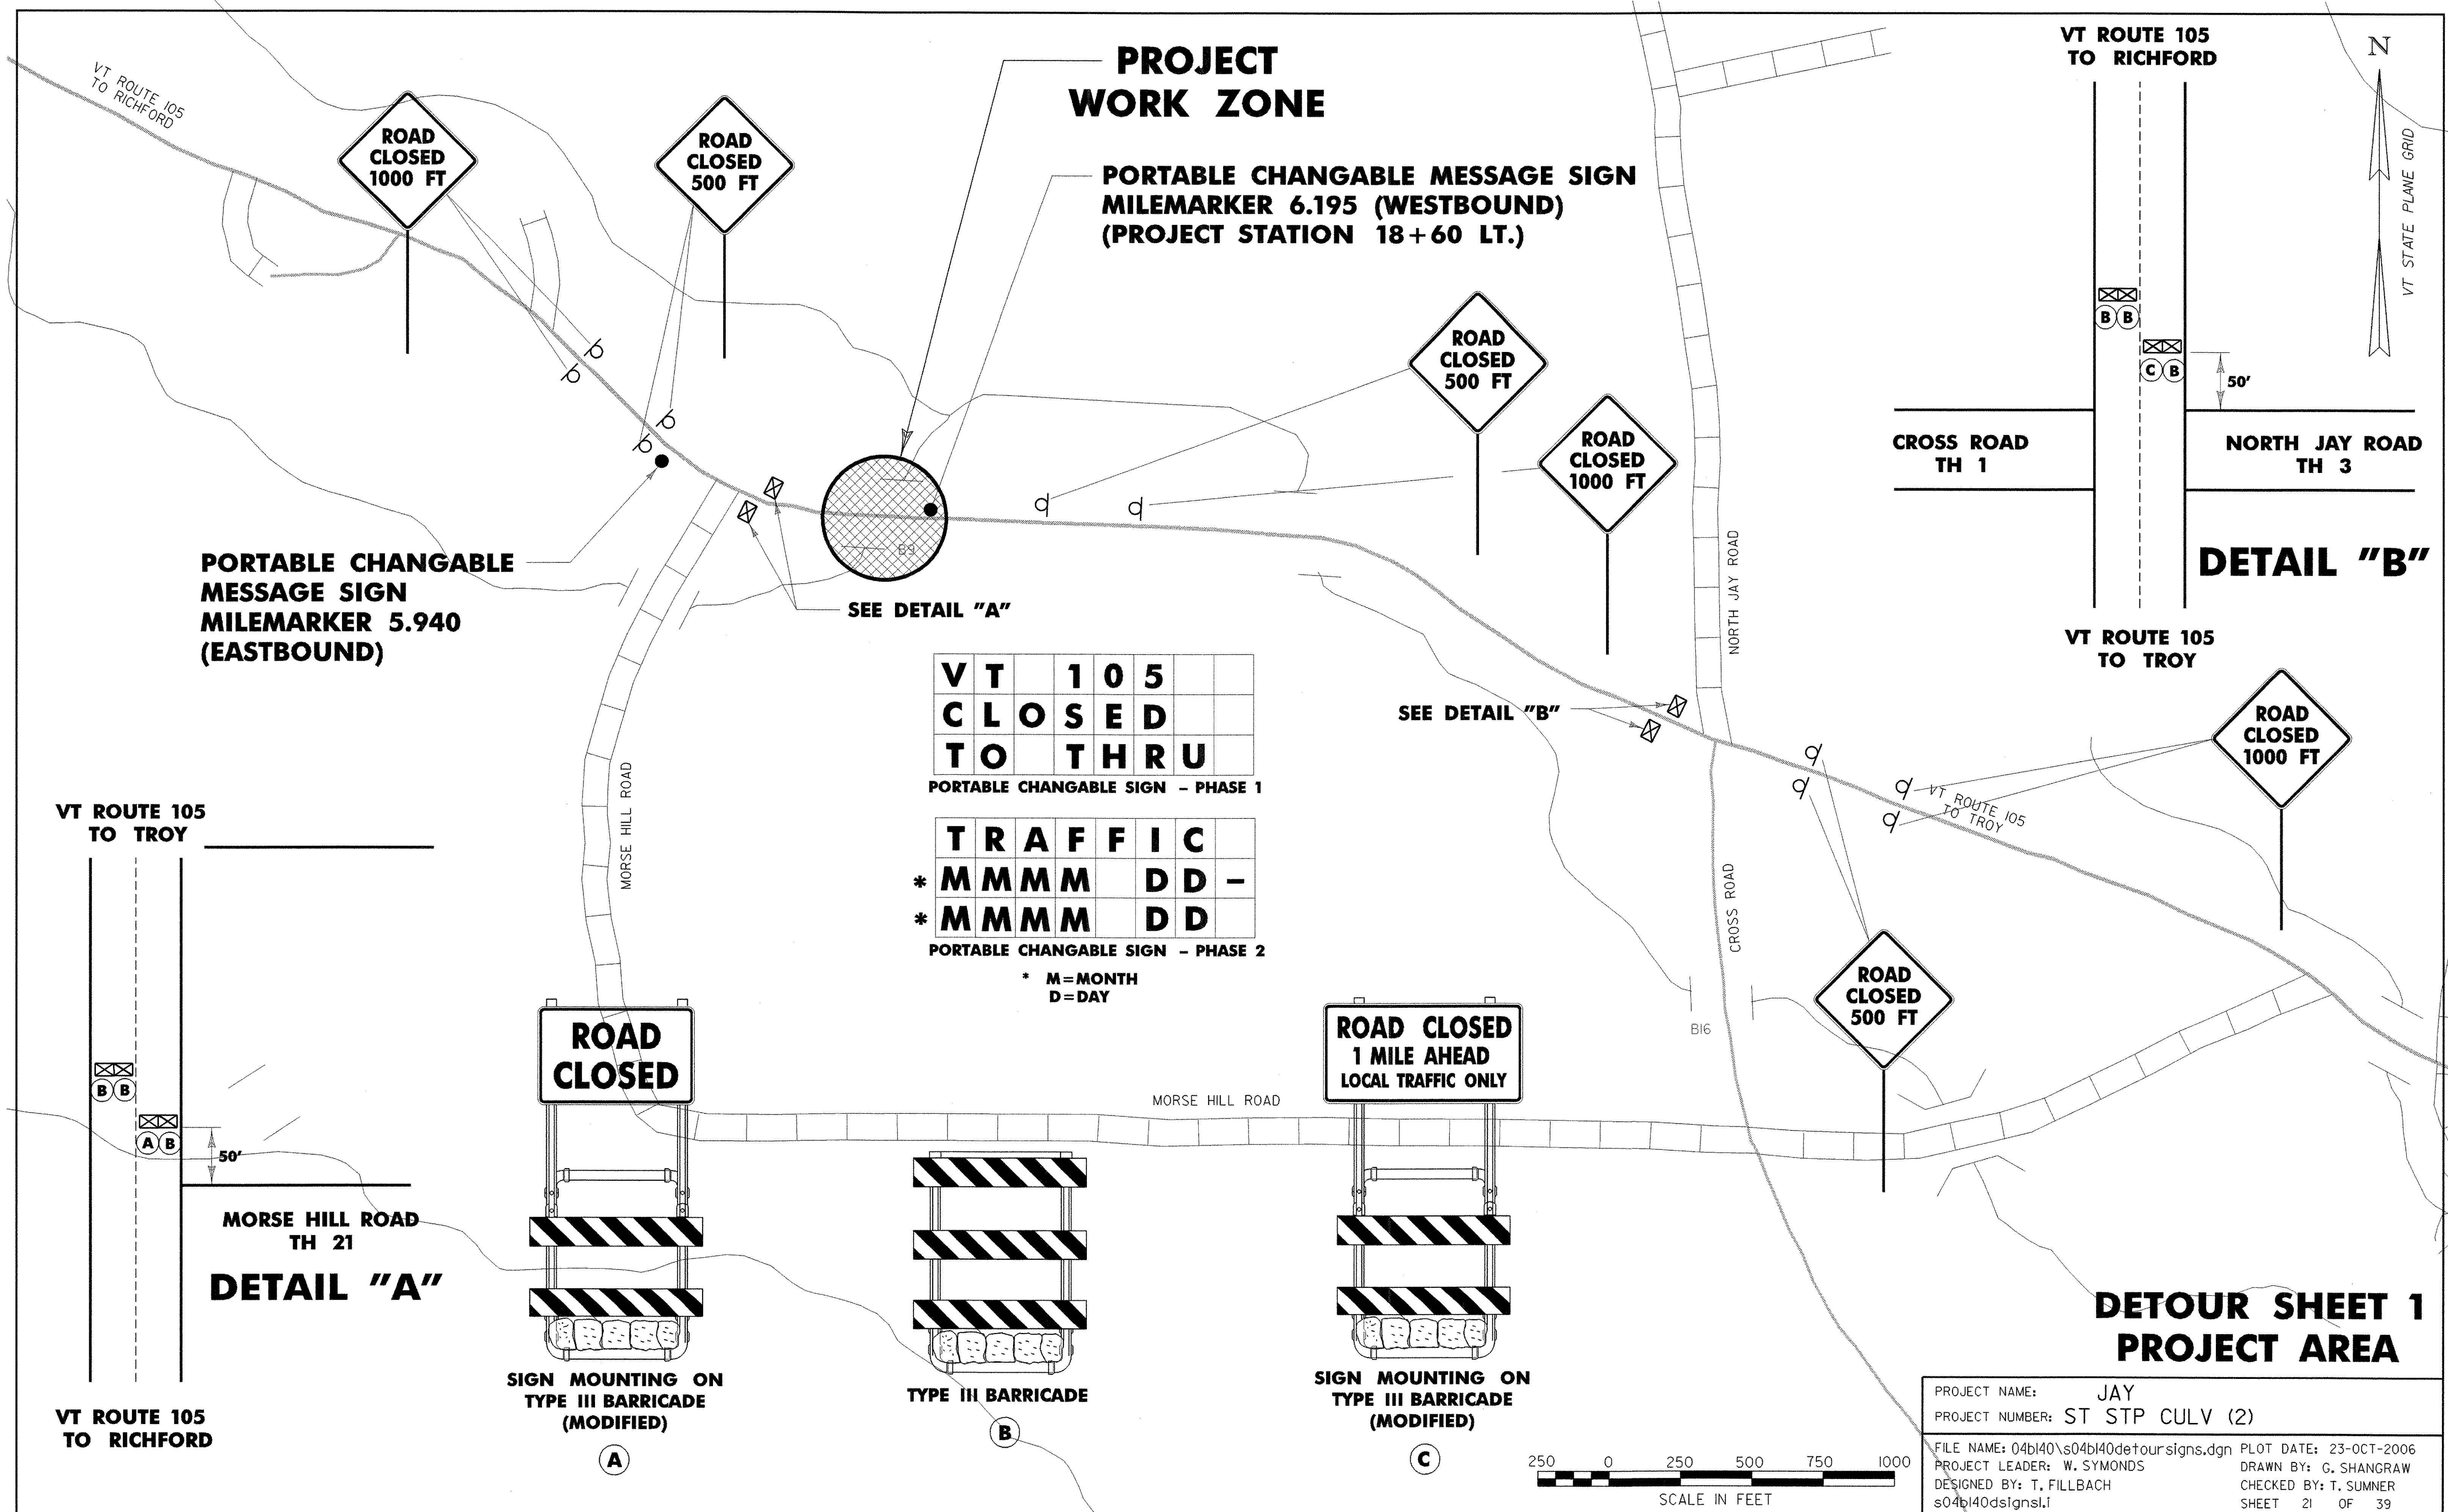 VT ROUTE 105
TO RICHFORD
ROAD
CLOSED
1000 FT
ROAD
CLOSED
500 FT
PROJECT
WORK ZONE
PORTABLE CHANGABLE MESSAGE SIGN
MILEMARKER 6.195 (WESTBOUND)
(PROJECT STATION 18+60 LT.)
ROAD
CLOSED
500 FT
ROAD
CLOSED
1000 FT
NORTH JAY ROAD
VT ROUTE 105
TO RICHFORD
N
VT STATE PLANE GRID
B B
C B
50'
CROSS ROAD
TH 1
NORTH JAY ROAD
TH 3
DETAIL "B"
VT ROUTE 105
TO TROY
PORTABLE CHANGABLE
MESSAGE SIGN
MILEMARKER 5.940
(EASTBOUND)
B9
SEE DETAIL "A"
VT 105
CLOSED
TO THRU
PORTABLE CHANGABLE SIGN - PHASE 1
TRAFFIC
* MMMM DD-
* MMMM DD
PORTABLE CHANGABLE SIGN - PHASE 2
* M=MONTH
D=DAY
SEE DETAIL "B"
VT ROUTE 105
TO TROY
ROAD
CLOSED
1000 FT
ROAD
CLOSED
500 FT
MORSE HILL ROAD
CROSS ROAD
B16
MORSE HILL ROAD
VT ROUTE 105
TO TROY
B B
A B
50'
MORSE HILL ROAD
TH 21
DETAIL "A"
VT ROUTE 105
TO RICHFORD
ROAD
CLOSED
SIGN MOUNTING ON
TYPE III BARRICADE
(MODIFIED)
A
TYPE III BARRICADE
B
ROAD CLOSED
1 MILE AHEAD
LOCAL TRAFFIC ONLY
SIGN MOUNTING ON
TYPE III BARRICADE
(MODIFIED)
C
250 0 250 500 750 1000
SCALE IN FEET
DETOUR SHEET 1
PROJECT AREA
PROJECT NAME: JAY
PROJECT NUMBER: ST STP CULV (2)
FILE NAME: 04b140\s04b140detoursigns.dgn PLOT DATE: 23-OCT-2006
PROJECT LEADER: W. SYMONDS DRAWN BY: G. SHANGRAW
DESIGNED BY: T. FILLBACH CHECKED BY: T. SUMNER
s04b140dsigns1.i SHEET 21 OF 39